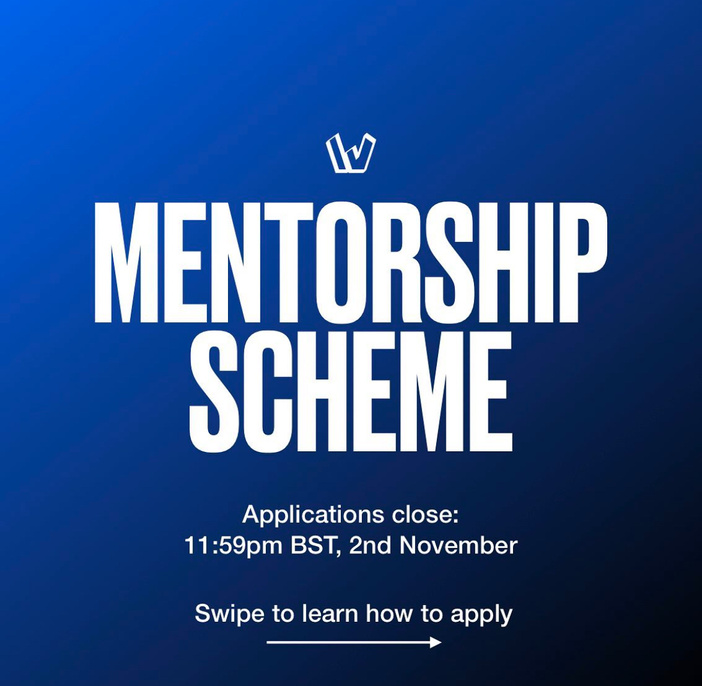 MENTORSHIP
SCHEME
Applications close:
11:59pm BST, 2nd November
Swipe to learn how to apply